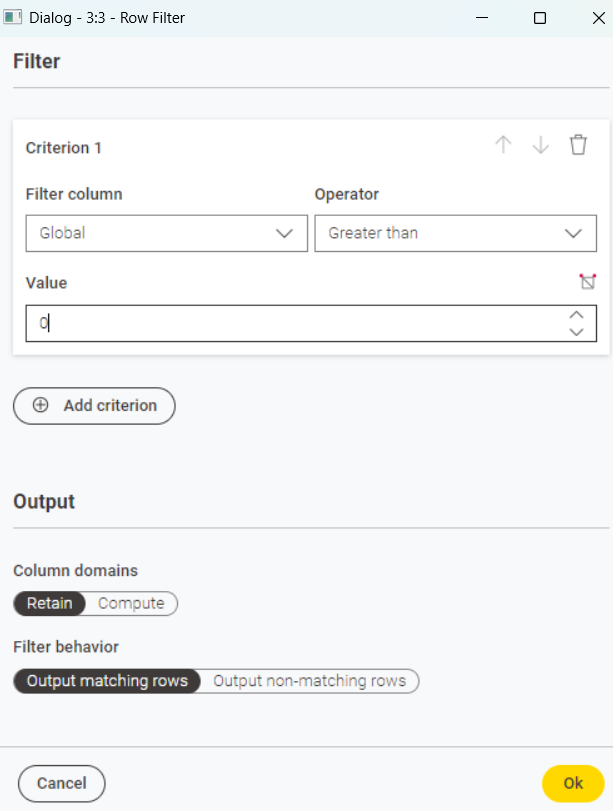 Dialog - 3:3 - Row Filter
Filter
Criterion 1
Filter column Operator
Global Greater than
Value
0
Add criterion
Output
Column domains
Retain Compute
Filter behavior
Output matching rows Output non-matching rows
Cancel Ok